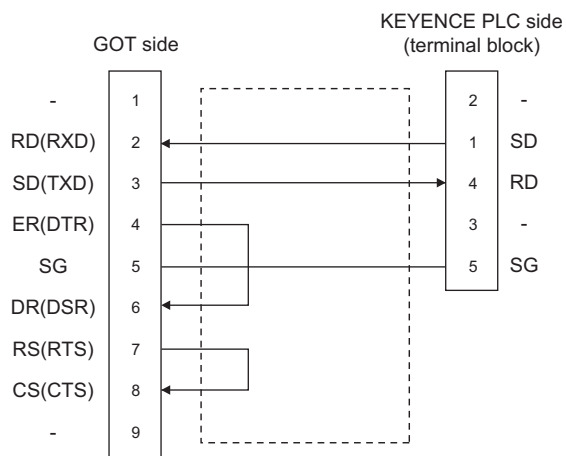 KEYENCE PLC side
(terminal block)
GOT side
- 1 2 -
RD(RXD) 2 1 SD
SD(TXD) 3 4 RD
ER(DTR) 4 3 -
SG 5 5 SG
DR(DSR) 6
RS(RTS) 7
CS(CTS) 8
- 9